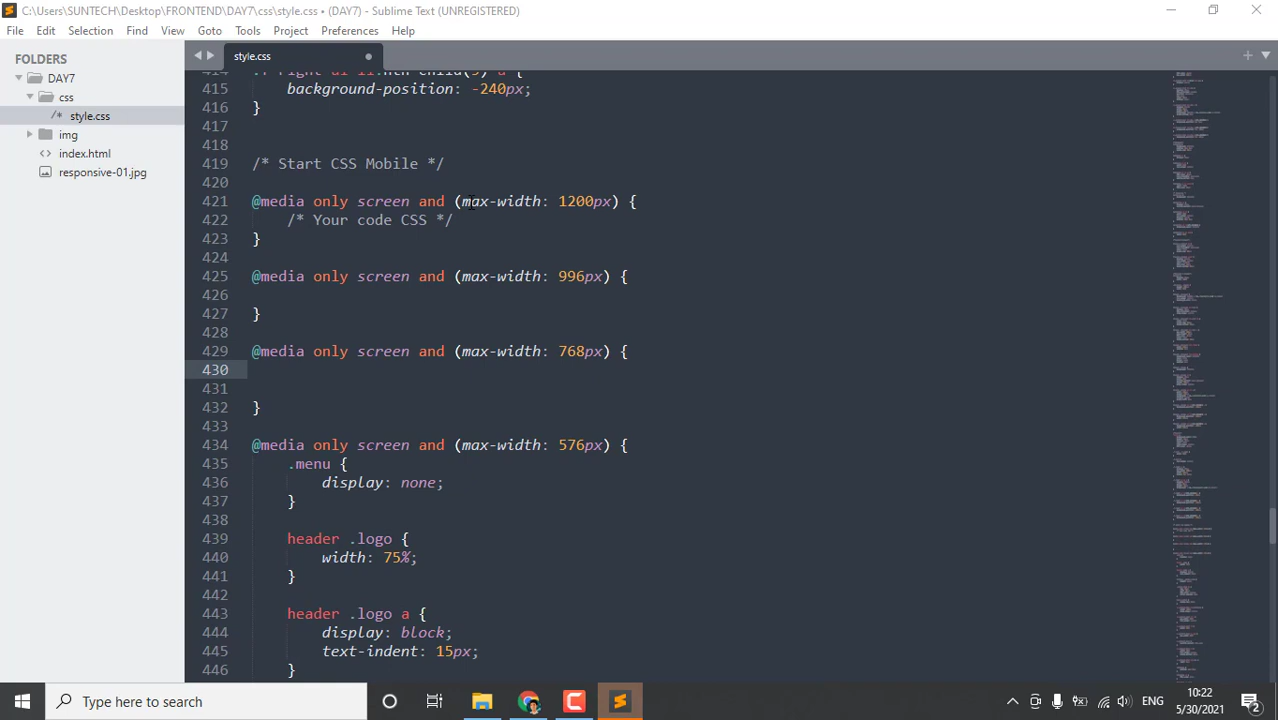 C:\Users\SUNTECH\Desktop\FRONTEND\DAY7\css\style.css • (DAY7) - Sublime Text (UNREGISTERED)
File Edit Selection Find View Goto Tools Project Preferences Help
FOLDERS
DAY7
css
/* style.css
img
index.html
responsive-01.jpg
style.css
415 background-position: -240px;
416 }
417
418
419 /* Start CSS Mobile */
420
421 @media only screen and (max-width: 1200px) {
422 /* Your code CSS */
423 }
424
425 @media only screen and (max-width: 996px) {
426
427 }
428
429 @media only screen and (max-width: 768px) {
430
431
432 }
433
434 @media only screen and (max-width: 576px) {
435 .menu {
436 display: none;
437 }
438
439 header .logo {
440 width: 75%;
441 }
442
443 header .logo a {
444 display: block;
445 text-indent: 15px;
446 }
Type here to search
ENG
10:22
5/30/2021
2